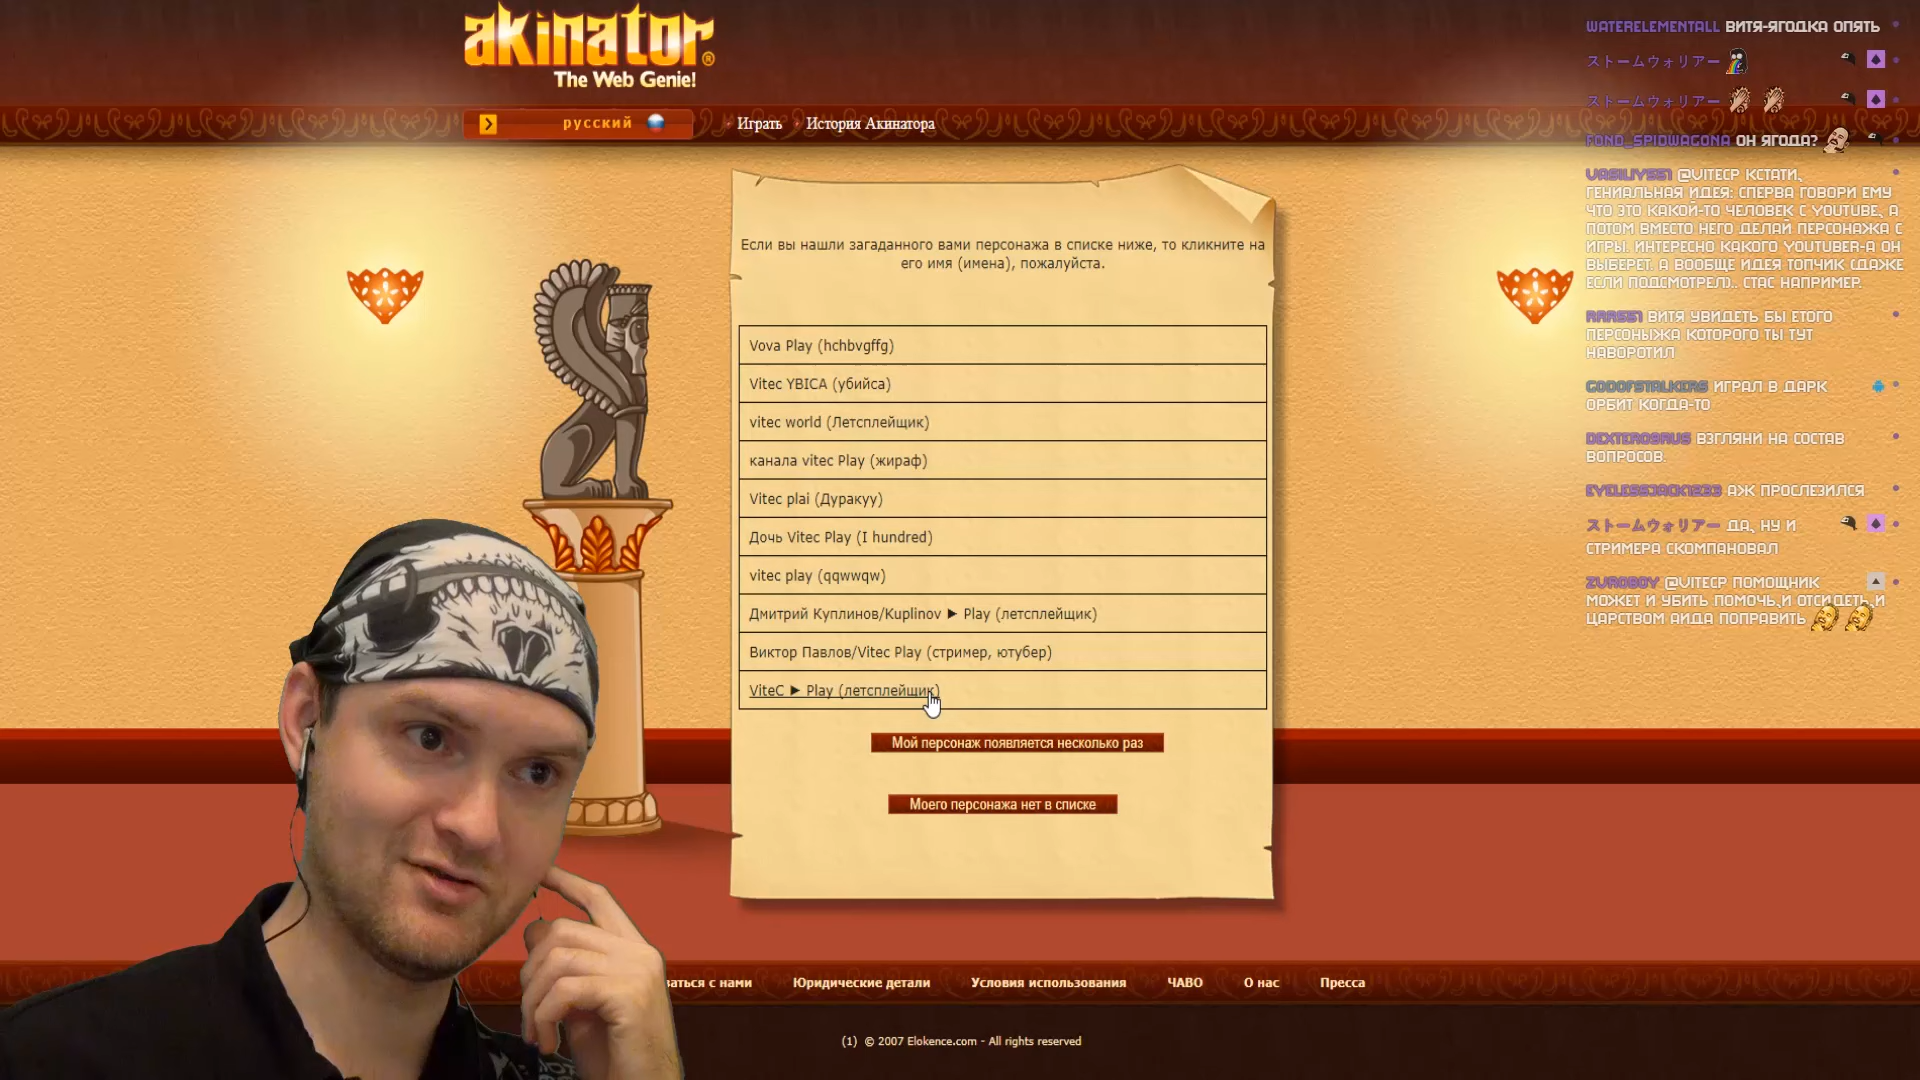 akinator®
The Web Genie!
русский
Играть
История Акинатора
Если вы нашли загаданного вами персонажа в списке ниже, то кликните на
его имя (имена), пожалуйста.
Vova Play (hchbvgffg)
Vitec YBICA (убийса)
vitec world (Летсплейщик)
канала vitec Play (жираф)
Vitec plai (Дуракуу)
Дочь Vitec Play (I hundred)
vitec play (qqwwqw)
Дмитрий Куплинов/Kuplinov ► Play (летсплейщик)
Виктор Павлов/Vitec Play (стример, ютубер)
ViteC ► Play (летсплейщик)
Мой персонаж появляется несколько раз
Моего персонажа нет в списке
ваться с нами
Юридические детали
Условия использования
ЧАВО
О нас
Пресса
(1) © 2007 Elokence.com - All rights reserved
WATERELEMENTALL ВИТЯ-ЯГОДКА ОПЯТЬ
ストームウォリアー
ストームウォリアー
FOND_SPIDWAGONA ОН ЯГОДА?
VASILIY551 @VITECP КСТАТИ,
ГЕНИАЛЬНАЯ ИДЕЯ: СПЕРВА ГОВОРИ ЕМУ
ЧТО ЭТО КАКОЙ-ТО ЧЕЛОВЕК С YOUTUBE, А
ПОТОМ ВМЕСТО НЕГО ДЕЛАЙ ПЕРСОНАЖА С
ИГРЫ. ИНТЕРЕСНО КАКОГО YOUTUBER-А ОН
ВЫБЕРЕТ. А ВООБЩЕ ИДЕЯ ТОПЧИК (ДАЖЕ
ЕСЛИ ПОДСМОТРЕЛ).. СТАС НАПРИМЕР.
ВИТЯ УВИДЕТЬ БЫ ЕТОГО
ПЕРСОНЫЖА КОТОРОГО ТЫ ТУТ
НАВОРОТИЛ
GODOFSTALKERS ИГРАЛ В ДАРК
ОРБИТ КОГДА-ТО
ВЗГЛЯНИ НА СОСТАВ
ВОПРОСОВ.
EYELESSJACK1233 АЖ ПРОСЛЕЗИЛСЯ
ストームウォリアー ДА, НУ И
СТРИМЕРА СКОМПАНОВАЛ
ZUROBOY @VITECP ПОМОЩНИК
МОЖЕТ И УБИТЬ ПОМОЧЬ,И ОТСИДЕТЬ,И
ЦАРСТВОМ АИДА ПОПРАВИТЬ